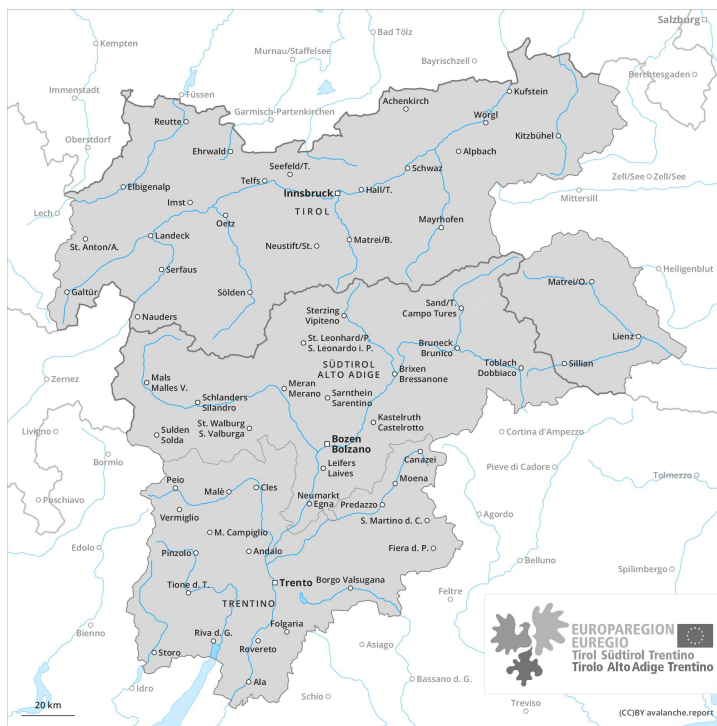 Salzburg
Kempten
Bad Tölz
Murnau/Staffelsee
Bayrischzell
Berchtesgaden
Immenstadt
Füssen
Kufstein
Achenkirch
Garmisch-Partenkirchen
Reutte
Wörgl
Kitzbühel
Oberstdorf
Ehrwald
Alpbach
Seefeld/T.
Schwaz
Telfs
Zell/See
Zell/See
Elbigenalp
Innsbruck
Hall/T.
Mittersill
Imst
TIROL
Lech
Oetz
Mayrhofen
Landeck
Matrei/B.
St. Anton/A.
Neustift/St.
Serfaus
Heiligenblut
Matrei/O.
Galtür
Sölden
Sand/T.
Campo Tures
Sterzing
Vipiteno
Nauders
Lienz
St. Leonhard/P.
S. Leonardo i. P.
Bruneck
Brunico
Toblach
Dobbiaco
Sillian
SÜDTIROL
ALTO ADIGE
Brixen
Bressanone
Zernez
Mals
Malles V.
Meran
Merano
Sarnthein
Sarentino
Schlanders
Silandro
Kastelruth
Castelrotto
St. Walburg
S. Valburga
Livigno
Sulden
Solda
Cortina d'Ampezzo
Bozen
Bolzano
Canazei
Bormio
Leifers
Laives
Pieve di Cadore
Tolmezzo
Peio
Malè
Cles
Moena
Poschiavo
Neumarkt
Egna
Predazzo
Vermiglio
Agordo
S. Martino d. C.
M. Campiglio
Edolo
Pinzolo
Andalo
Fiera d. P.
Belluno
Spilimbergo
Tione d. T.
Trento
Borgo Valsugana
Feltre
TRENTINO
Folgaria
Bienno
Riva d. G.
Rovereto
Asiago
Storo
Ala
Idro
Schio
Bassano d. G.
Treviso
EUROPAREGION
EUREGIO
Tirol Südtirol Trentino
Tirolo Alto Adige Trentino
20 km
(CC)BY avalanche.report